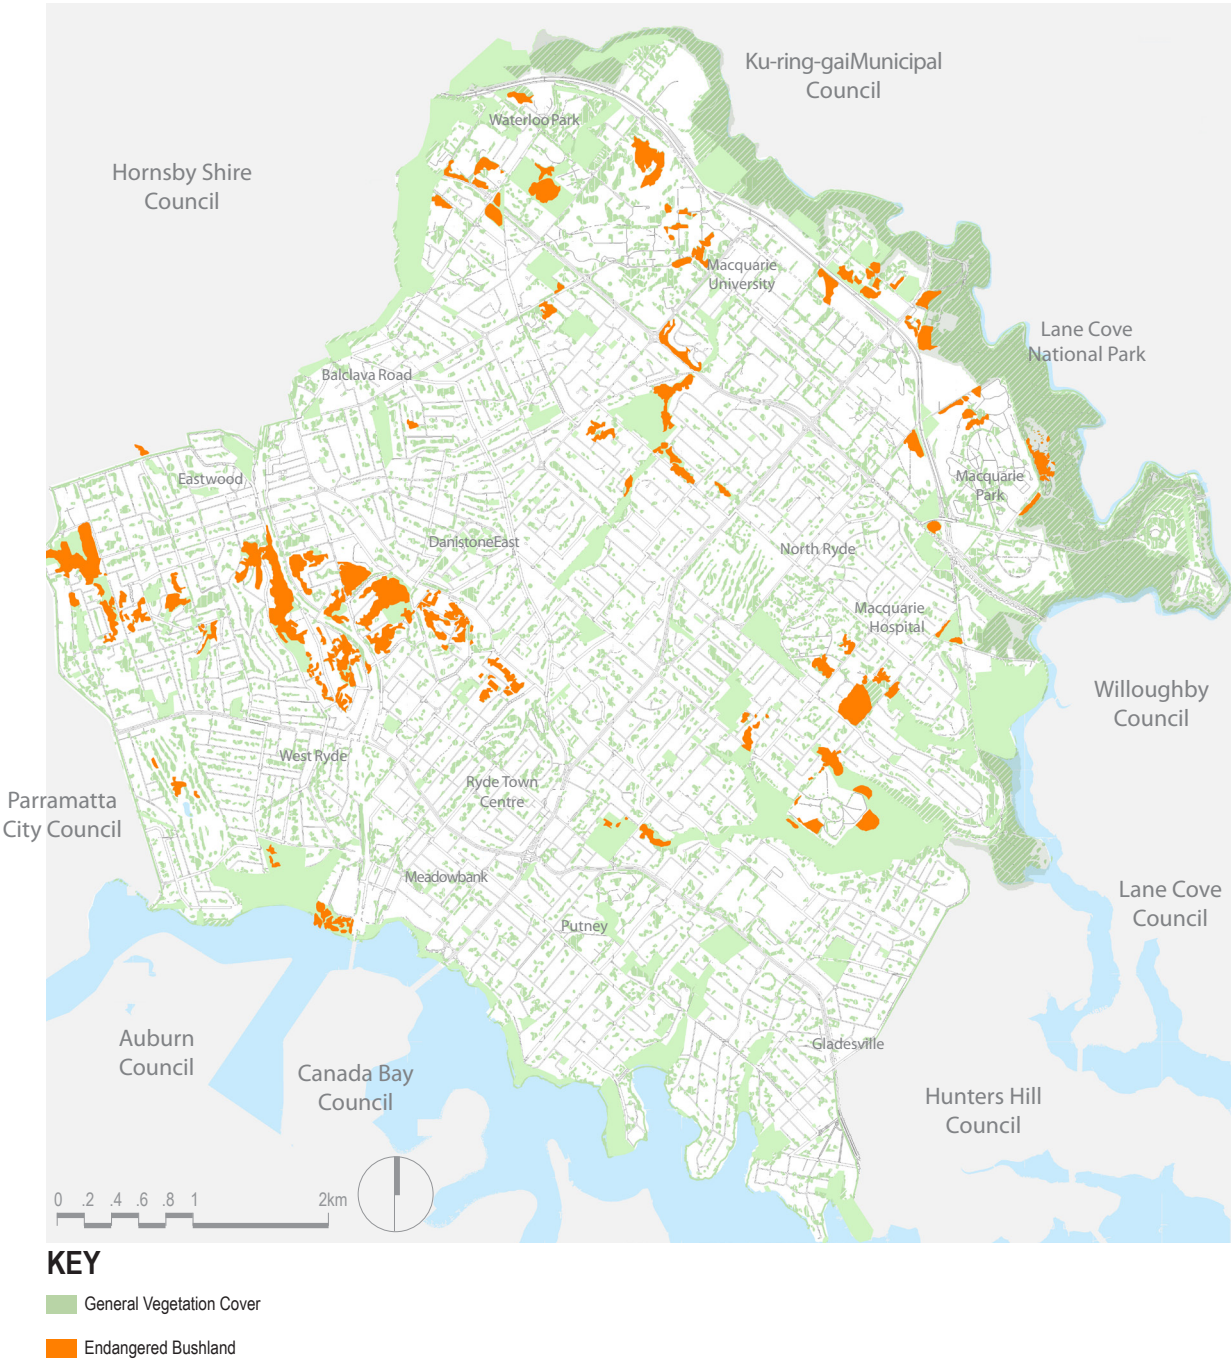 Ku-ring-gaiMunicipal
Council
Waterloo Park
Hornsby Shire
Council
Macquarie
University
Lane Cove
National Park
Balclava Road
Eastwood
Macquarie
Park
DanistoneEast
North Ryde
Macquarie
Hospital
Willoughby
Council
West Ryde
Ryde Town
Centre
Parramatta
City Council
Meadowbank
Lane Cove
Council
Putney
Auburn
Council
Gladesville
Canada Bay
Council
Hunters Hill
Council
0 .2 .4 .6 .8 1 2km
KEY
General Vegetation Cover
Endangered Bushland